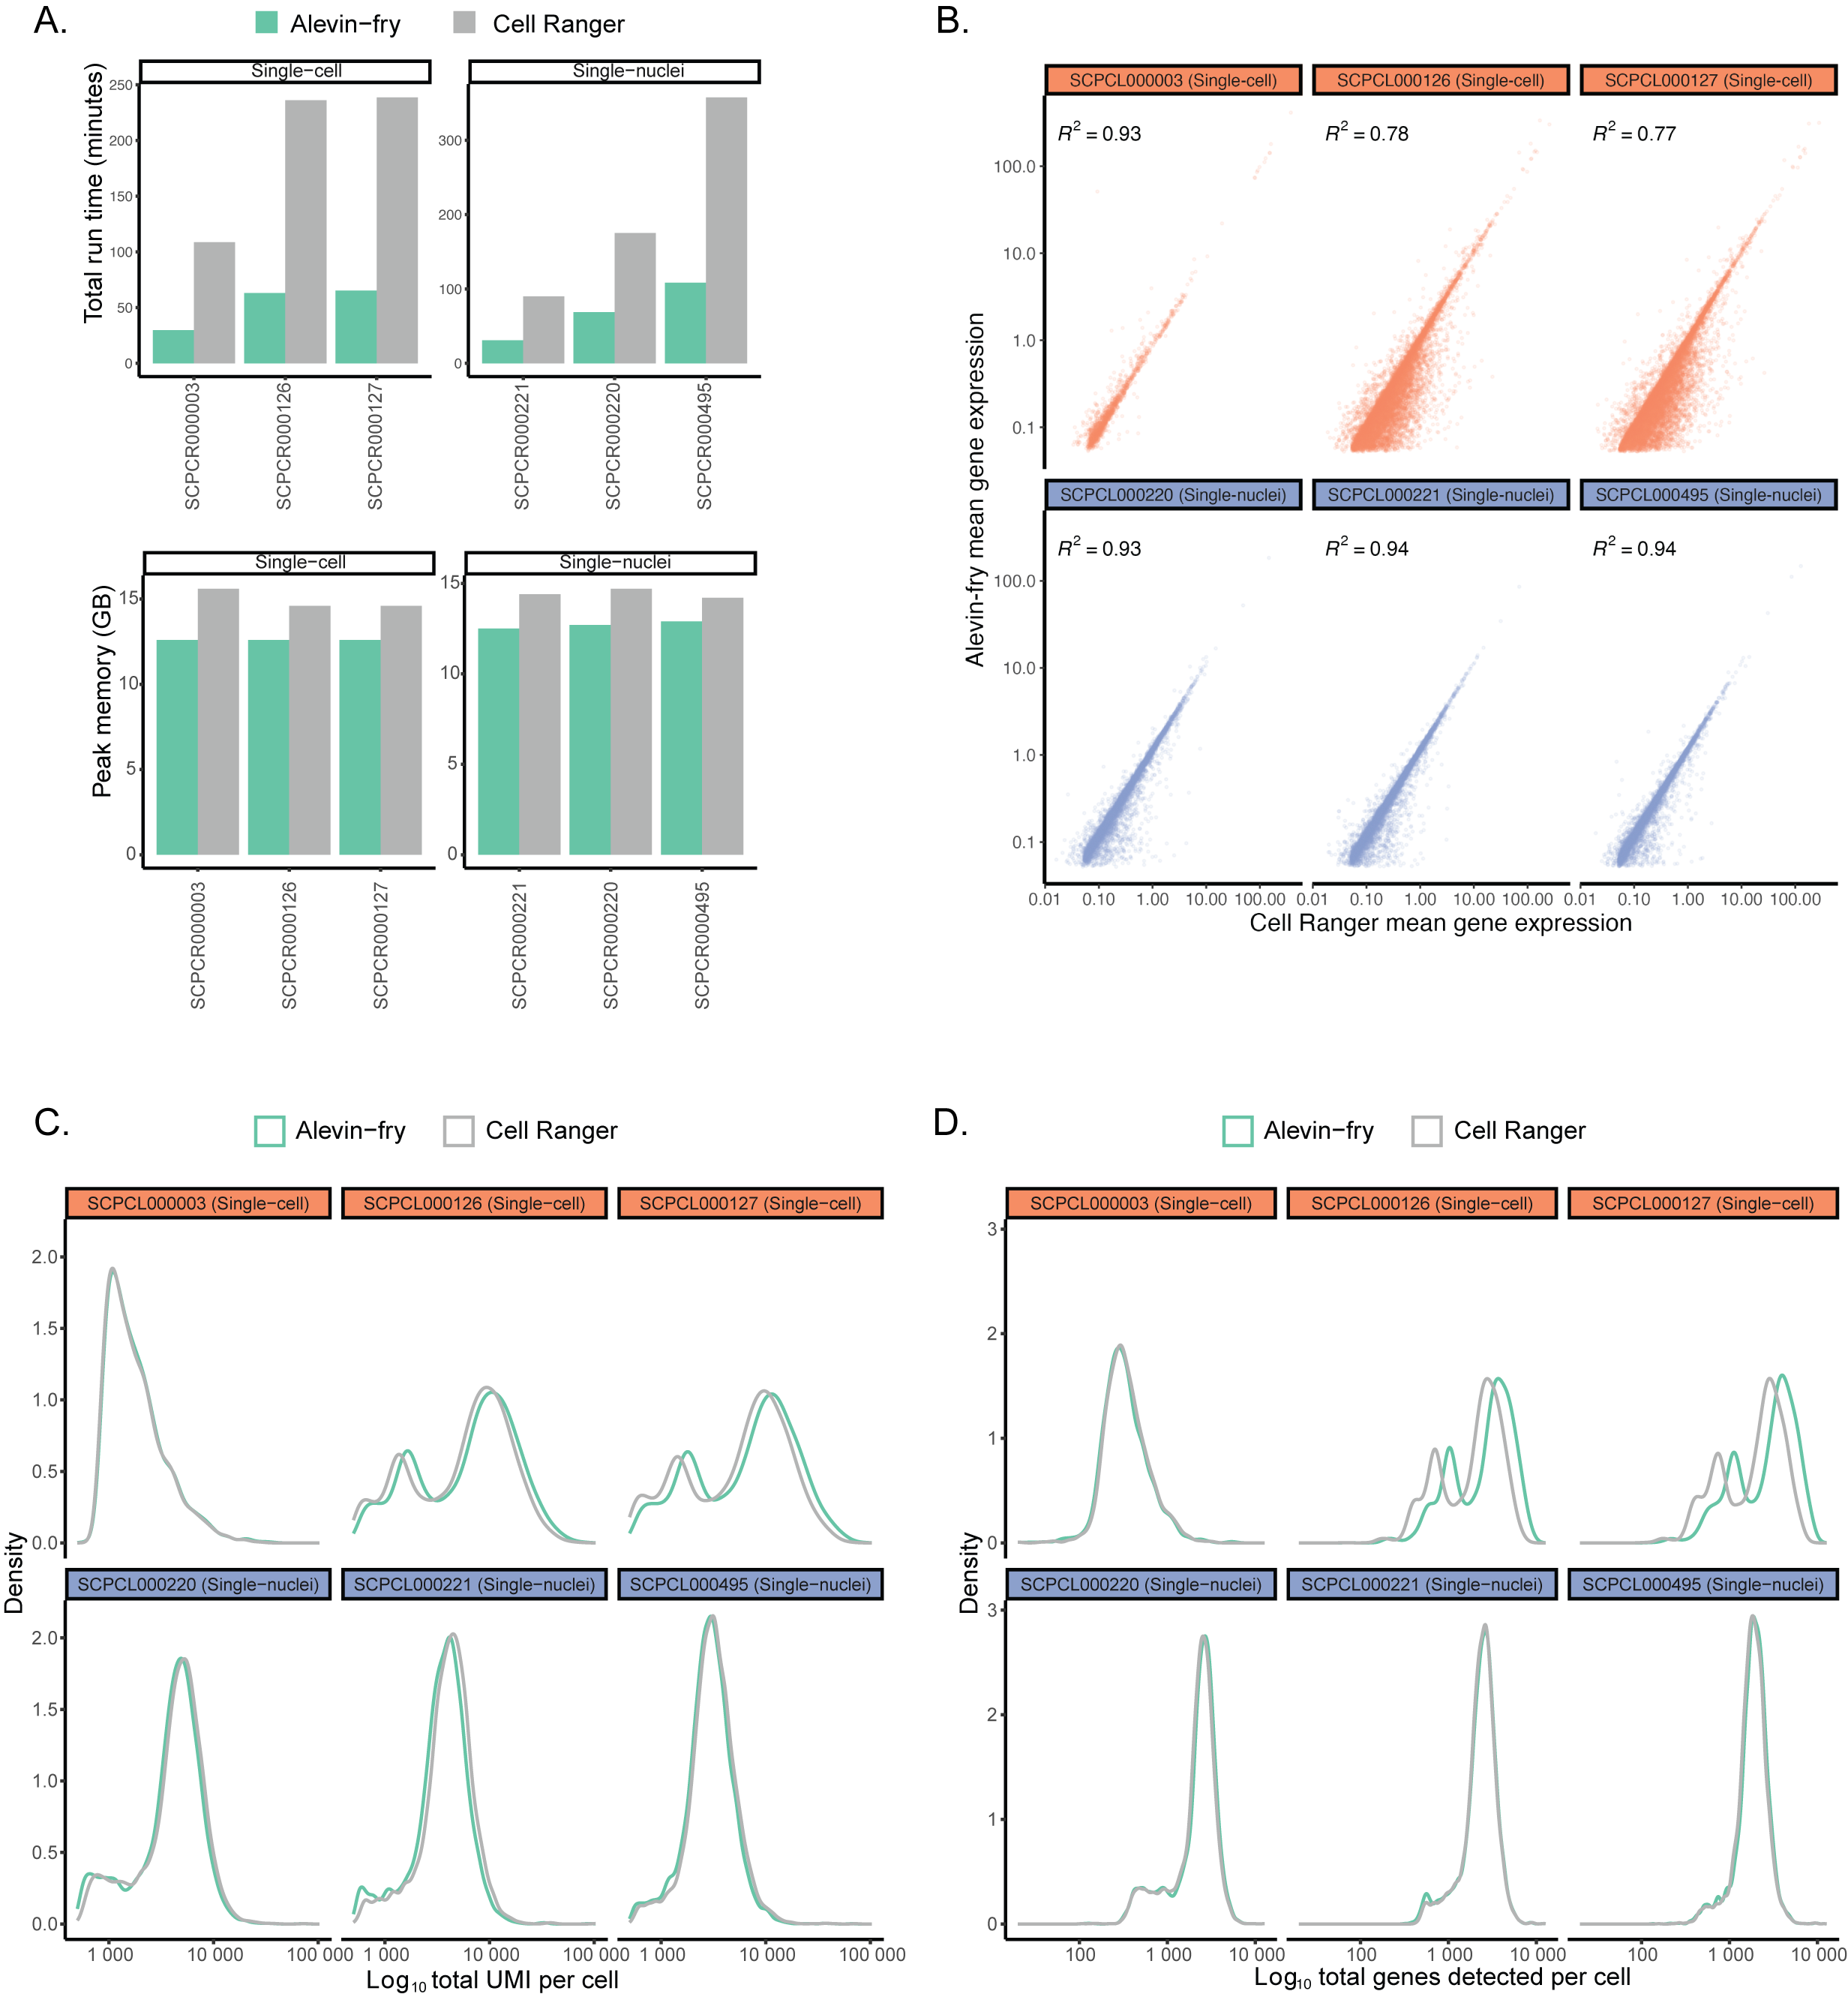 A.
Alevin−fry
Cell Ranger
Single−cell
Single−nuclei
Total run time (minutes)
250
200
150
100
50
0
300
200
100
0
SCPCR000003
SCPCR000126
SCPCR000127
SCPCR000221
SCPCR000220
SCPCR000495
Single−cell
Single−nuclei
Peak memory (GB)
15
10
5
0
15
10
5
0
SCPCR000003
SCPCR000126
SCPCR000127
SCPCR000221
SCPCR000220
SCPCR000495
B.
SCPCL000003 (Single-cell)
SCPCL000126 (Single-cell)
SCPCL000127 (Single-cell)
R² = 0.93
R² = 0.78
R² = 0.77
100.0
10.0
1.0
0.1
SCPCL000220 (Single-nuclei)
SCPCL000221 (Single-nuclei)
SCPCL000495 (Single-nuclei)
R² = 0.93
R² = 0.94
R² = 0.94
100.0
10.0
1.0
0.1
Alevin-fry mean gene expression
0.01 0.10 1.00 10.00 100.00
0.01 0.10 1.00 10.00 100.00
0.01 0.10 1.00 10.00 100.00
Cell Ranger mean gene expression
C.
Alevin−fry
Cell Ranger
SCPCL000003 (Single−cell)
SCPCL000126 (Single−cell)
SCPCL000127 (Single−cell)
2.0
1.5
1.0
0.5
0.0
SCPCL000220 (Single−nuclei)
SCPCL000221 (Single−nuclei)
SCPCL000495 (Single−nuclei)
2.0
1.5
1.0
0.5
0.0
Density
1 000 10 000 100 000
1 000 10 000 100 000
1 000 10 000 100 000
Log₁₀ total UMI per cell
D.
Alevin−fry
Cell Ranger
SCPCL000003 (Single−cell)
SCPCL000126 (Single−cell)
SCPCL000127 (Single−cell)
3
2
1
0
SCPCL000220 (Single−nuclei)
SCPCL000221 (Single−nuclei)
SCPCL000495 (Single−nuclei)
3
2
1
0
Density
100 1 000 10 000
100 1 000 10 000
100 1 000 10 000
Log₁₀ total genes detected per cell